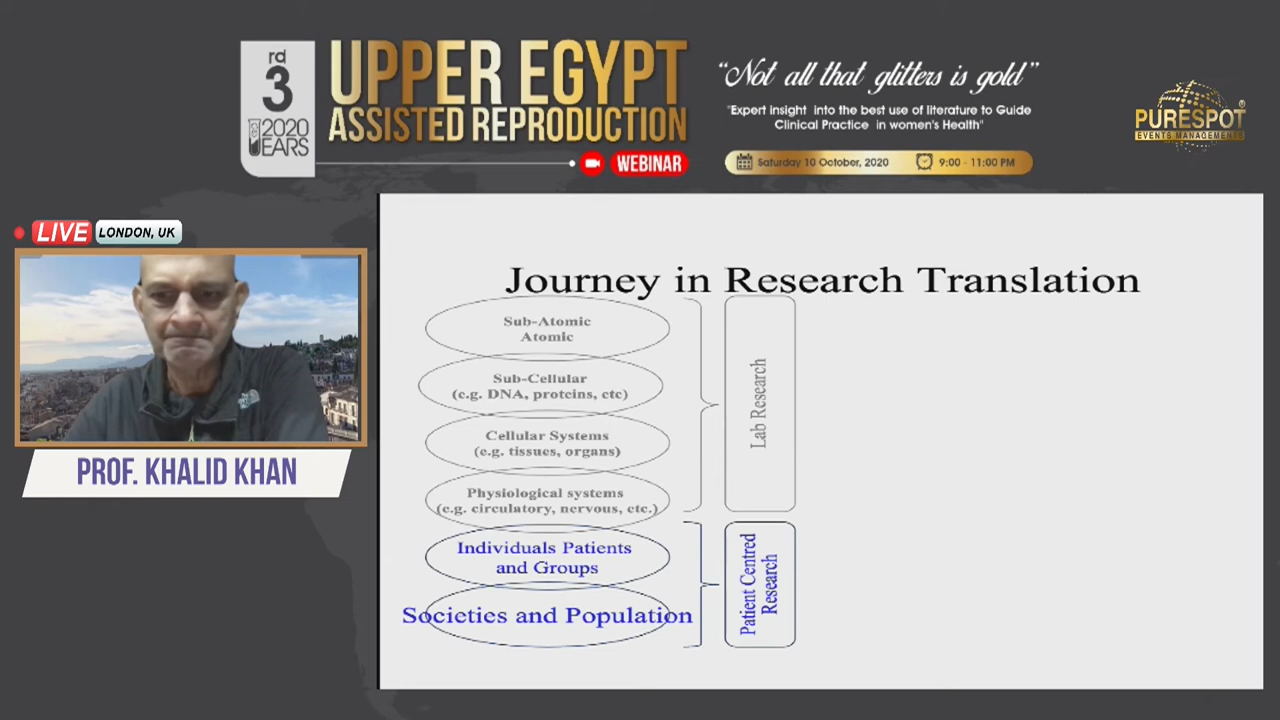 rd
3
2020
EARS
UPPER EGYPT
ASSISTED REPRODUCTION
WEBINAR
“Not all that glitters is gold”
"Expert insight into the best use of literature to Guide
Clinical Practice in women's Health"
Saturday 10 October, 2020
9:00 - 11:00 PM
PURESPOT®
EVENTS MANAGEMENTS
LIVE
LONDON, UK
PROF. KHALID KHAN
Journey in Research Translation
Sub-Atomic
Atomic
Sub-Cellular
(e.g. DNA, proteins, etc)
Cellular Systems
(e.g. tissues, organs)
Physiological systems
(e.g. circulatory, nervous, etc.)
Individuals Patients
and Groups
Societies and Population
Lab Research
Patient Centred
Research